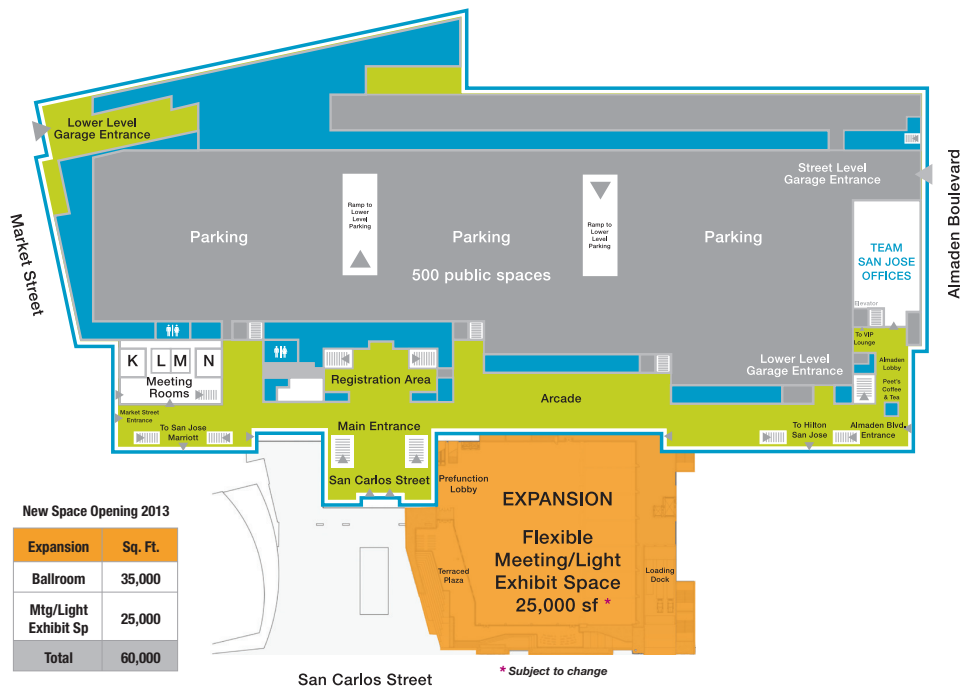 Lower Level
Garage Entrance
Street Level
Garage Entrance
Market Street
Almaden Boulevard
Parking
Ramp to
Lower
Level
Parking
Parking
500 public spaces
Ramp to
Lower
Level
Parking
Parking
TEAM
SAN JOSE
OFFICES
Elevator
To VIP
Lounge
K L M N
Meeting
Rooms
Registration Area
Lower Level
Garage Entrance
Almaden
Lobby
Peet's
Coffee
& Tea
Arcade
Market Street
Entrance
To San Jose
Marriott
Main Entrance
To Hilton
San Jose
Almaden Blvd.
Entrance
San Carlos Street
Prefunction
Lobby
EXPANSION
Flexible
Meeting/Light
Exhibit Space
25,000 sf *
Terraced
Plaza
Loading
Dock
New Space Opening 2013
Expansion Sq. Ft.
Ballroom 35,000
Mtg/Light
Exhibit Sp 25,000
Total 60,000
* Subject to change
San Carlos Street